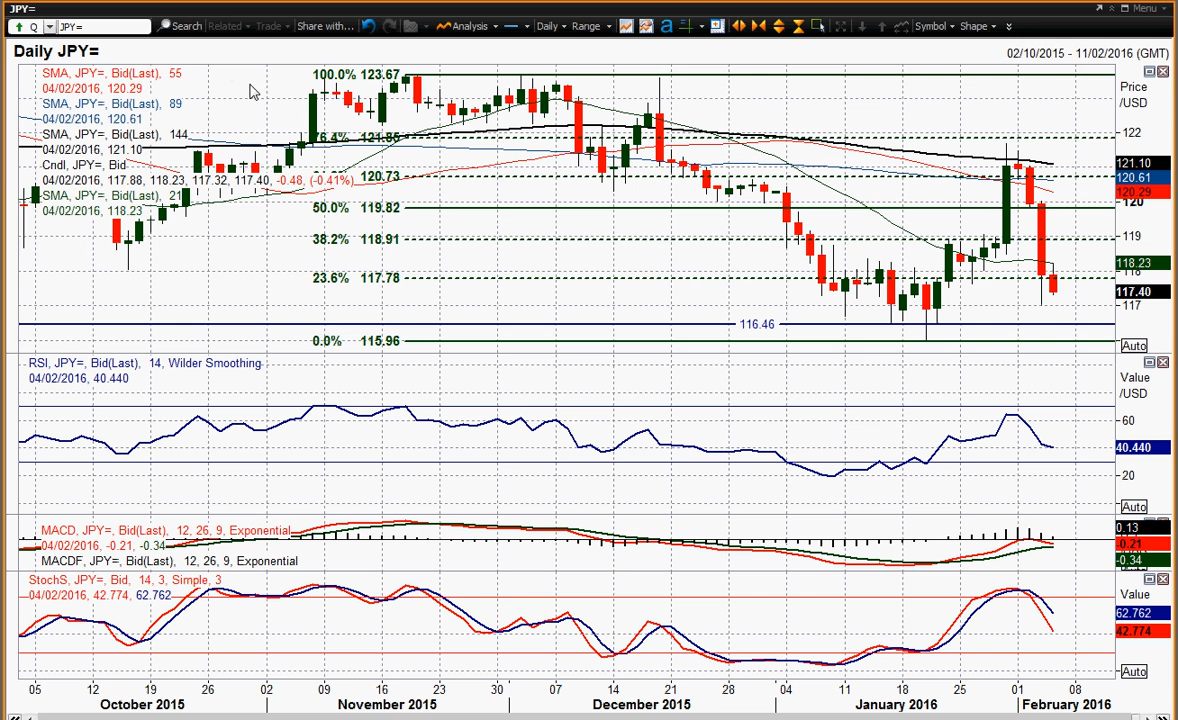 JPY=
Menu
Q JPY=
Search Related Trade Share with... Analysis Daily Range Symbol Shape
Daily JPY=
02/10/2015 - 11/02/2016 (GMT)
SMA, JPY=, Bid(Last), 55
04/02/2016, 120.29
SMA, JPY=, Bid(Last), 89
04/02/2016, 120.61
SMA, JPY=, Bid(Last), 144
04/02/2016, 121.10
Cndl, JPY=, Bid
04/02/2016, 117.88, 118.23, 117.32, 117.40, -0.48, (-0.41%)
SMA, JPY=, Bid(Last), 21
04/02/2016, 118.23
100.0% 123.67
76.4% 121.85
120.73
50.0% 119.82
38.2% 118.91
23.6% 117.78
116.46
0.0% 115.96
Price
/USD
122
121.10
120.61
120.29
120
119
118.23
118
117.40
117
Auto
RSI, JPY=, Bid(Last), 14, Wilder Smoothing
04/02/2016, 40.440
Value
/USD
60
40.440
20
Auto
MACD, JPY=, Bid(Last), 12, 26, 9, Exponential
04/02/2016, -0.21, -0.34
MACDF, JPY=, Bid(Last), 12, 26, 9, Exponential
0.13
-0.21
-0.34
StochS, JPY=, Bid, 14, 3, Simple, 3
04/02/2016, 42.774, 62.762
Value
/USD
62.762
42.774
Auto
05 12 19 26 02 09 16 23 30 07 14 21 28 04 11 18 25 01 08
October 2015 November 2015 December 2015 January 2016 February 2016